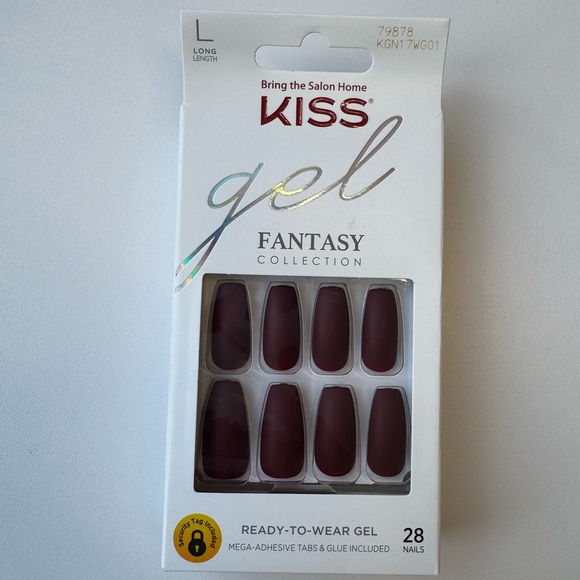 L
LONG
LENGTH
79878
KGN17WG01
Bring the Salon Home
KISS®
gel
FANTASY
COLLECTION
Security Tag Included
READY-TO-WEAR GEL
MEGA-ADHESIVE TABS & GLUE INCLUDED
28
NAILS